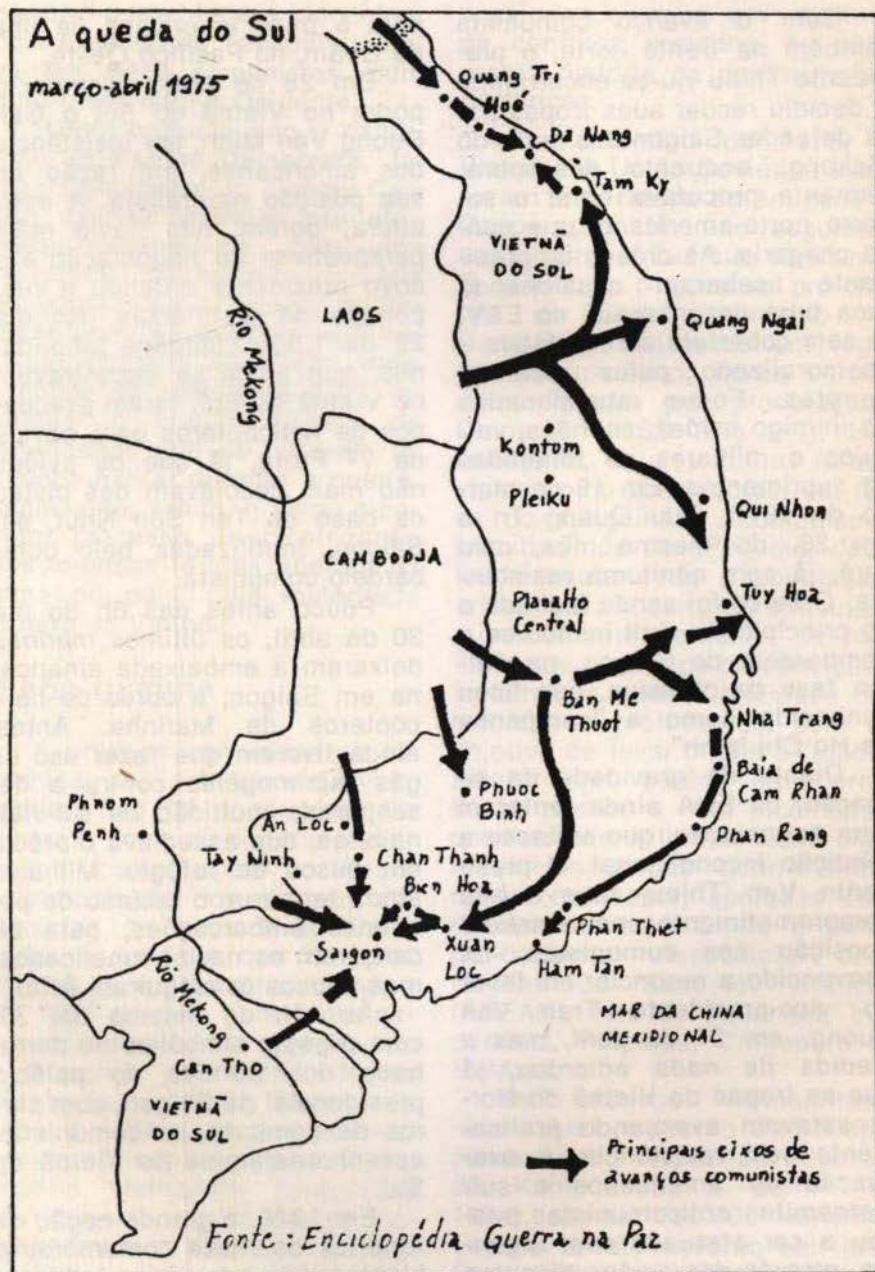 A queda do Sul
março-abril 1975
Quang Tri
Hué
Da Nang
Tam Ky
VIETNÃ
DO SUL
LAOS
Rio Mekong
Quang Ngai
Kontom
Pleiku
Qui Nhon
CAMBODJA
Planalto
Central
Tuy Hoa
Ban Me
Thuot
Nha Trang
Baía de
Cam Rhan
Phnom
Penh
An Loc
Phuoc
Binh
Phan Rang
Tay Ninh
Chan Thanh
Bien Hoa
Phan Thiet
Saigon
Xuan
Loc
Ham Tan
Rio Mekong
MAR DA CHINA
MERIDIONAL
Can Tho
VIETNÃ
DO SUL
Principais eixos de
avanços comunistas
Fonte: Enciclopédia Guerra na Paz